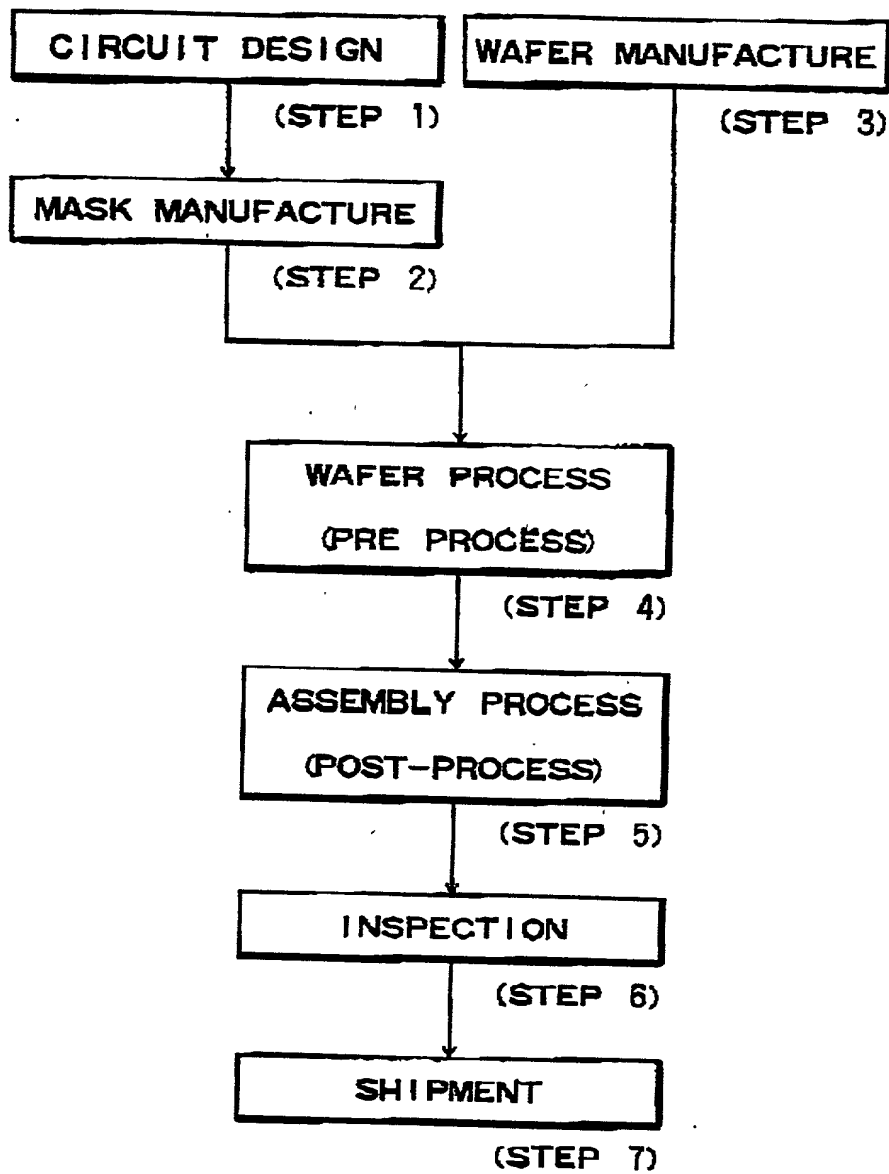 CIRCUIT DESIGN
(STEP 1)
MASK MANUFACTURE
(STEP 2)
WAFER MANUFACTURE
(STEP 3)
WAFER PROCESS
(PRE PROCESS)
(STEP 4)
ASSEMBLY PROCESS
(POST-PROCESS)
(STEP 5)
INSPECTION
(STEP 6)
SHIPMENT
(STEP 7)